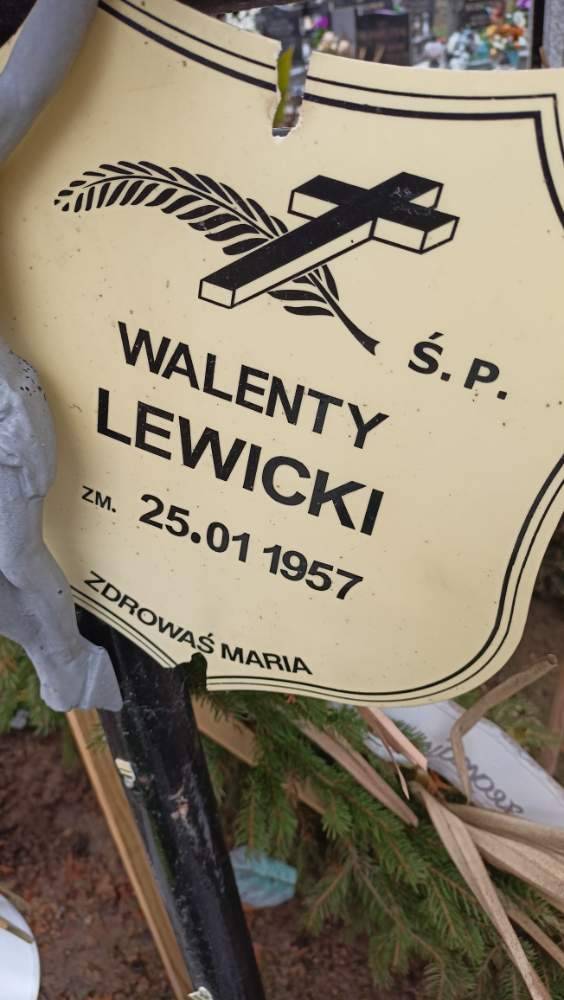 Ś.P.
WALENTY
LEWICKI
ZM. 25.01 1957
ZDROWAŚ MARIA